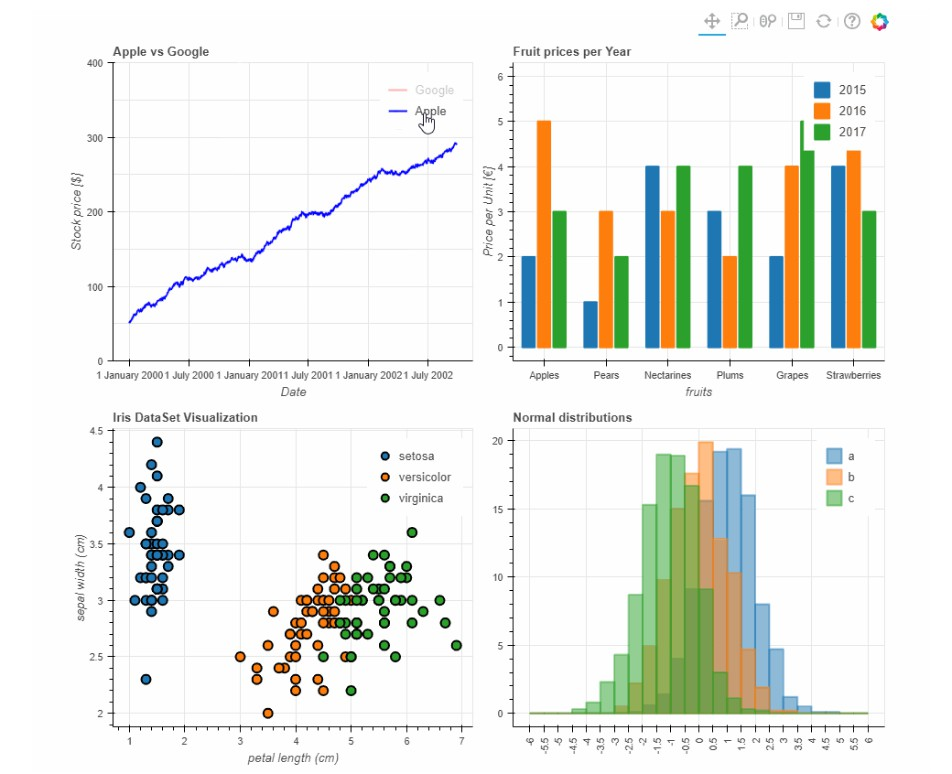 Apple vs Google
400
300
200
100
0
Stock price [$]
Google
Apple
1 January 2000 1 July 2000 1 January 2001 1 July 2001 1 January 2002 1 July 2002
Date
Fruit prices per Year
6
5
4
3
2
1
0
Price per Unit [€]
2015
2016
2017
Apples Pears Nectarines Plums Grapes Strawberries
fruits
Iris DataSet Visualization
4.5
4
3.5
3
2.5
2
sepal width (cm)
setosa
versicolor
virginica
1 2 3 4 5 6 7
petal length (cm)
Normal distributions
20
15
10
5
0
a
b
c
-6 -5.5 -5 -4.5 -4 -3.5 -3 -2.5 -2 -1.5 -1 -0.5 0 0.5 1 1.5 2 2.5 3 3.5 4 4.5 5 5.5 6